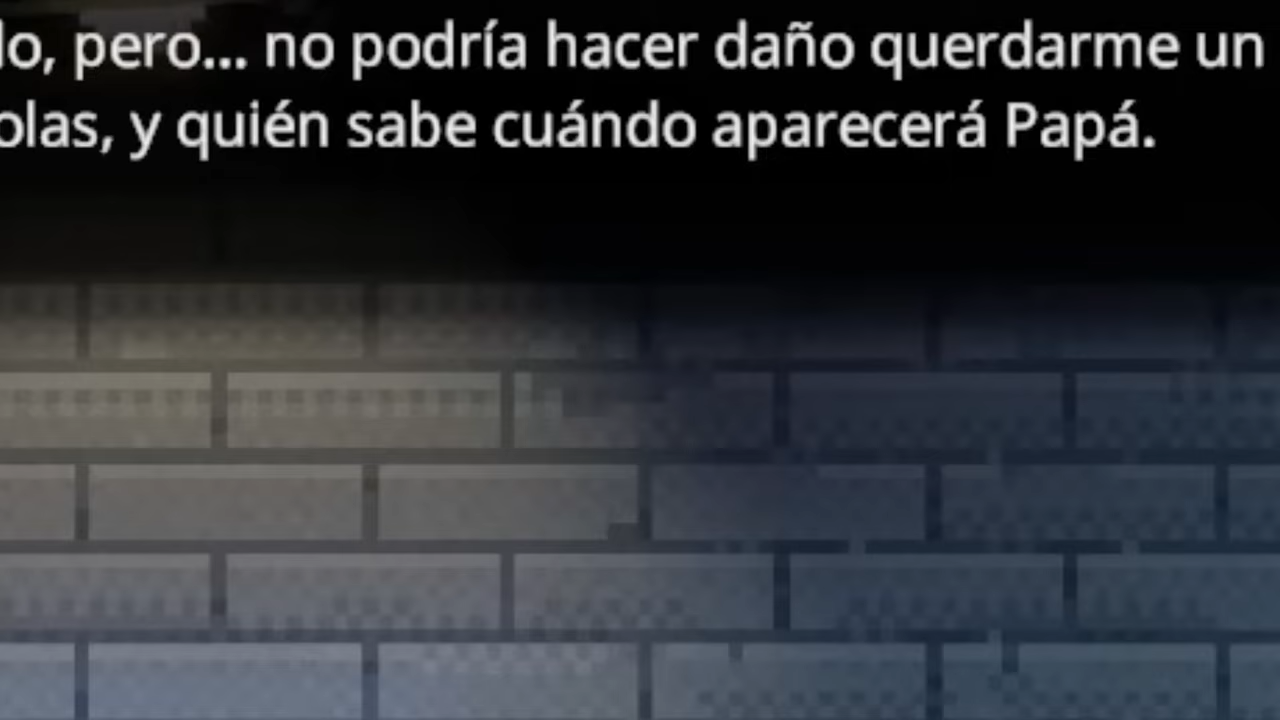 lo, pero... no podría hacer daño querdarme un
olas, y quién sabe cuándo aparecerá Papá.